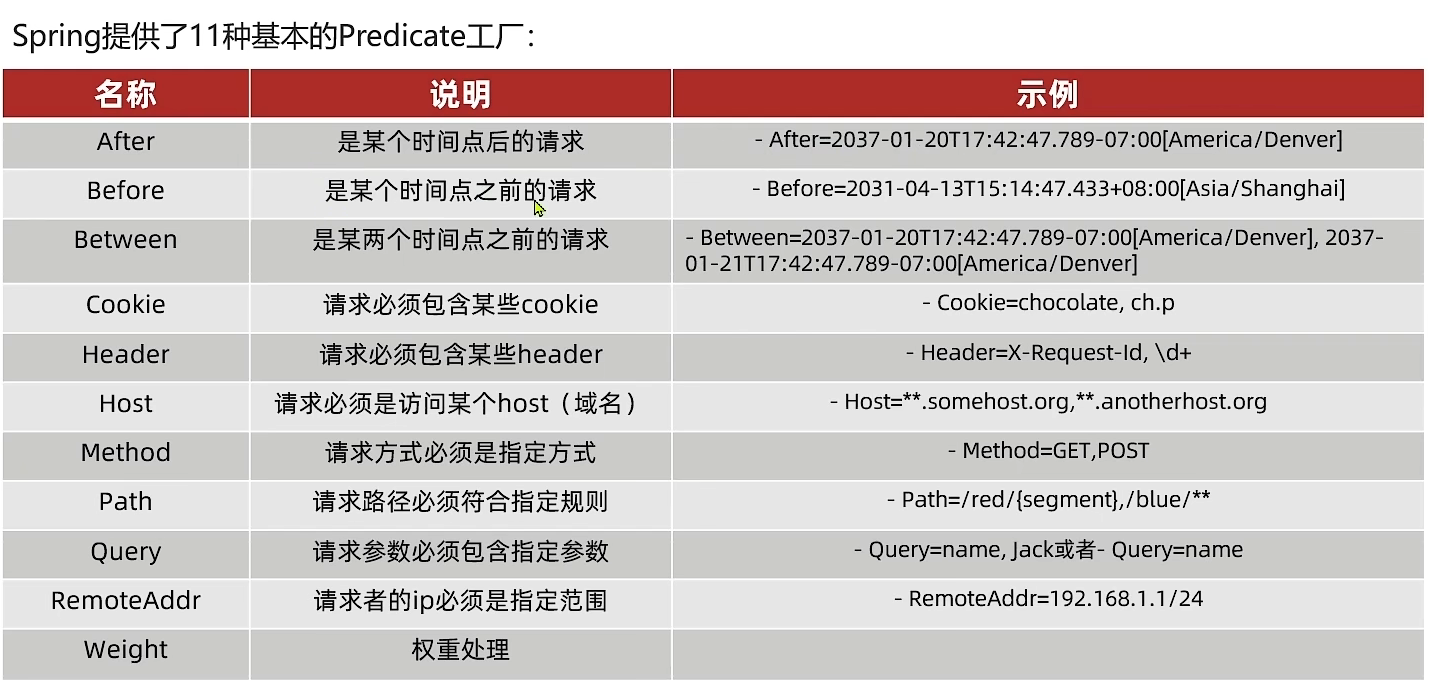 Spring提供了11种基本的Predicate工厂：
名称 说明 示例
After 是某个时间点后的请求 - After=2037-01-20T17:42:47.789-07:00[America/Denver]
Before 是某个时间点之前的请求 - Before=2031-04-13T15:14:47.433+08:00[Asia/Shanghai]
Between 是某两个时间点之前的请求 - Between=2037-01-20T17:42:47.789-07:00[America/Denver], 2037-
01-21T17:42:47.789-07:00[America/Denver]
Cookie 请求必须包含某些cookie - Cookie=chocolate, ch.p
Header 请求必须包含某些header - Header=X-Request-Id, \d+
Host 请求必须是访问某个host（域名） - Host=**.somehost.org,**.anotherhost.org
Method 请求方式必须是指定方式 - Method=GET,POST
Path 请求路径必须符合指定规则 - Path=/red/{segment},/blue/**
Query 请求参数必须包含指定参数 - Query=name, Jack或者- Query=name
RemoteAddr 请求者的ip必须是指定范围 - RemoteAddr=192.168.1.1/24
Weight 权重处理